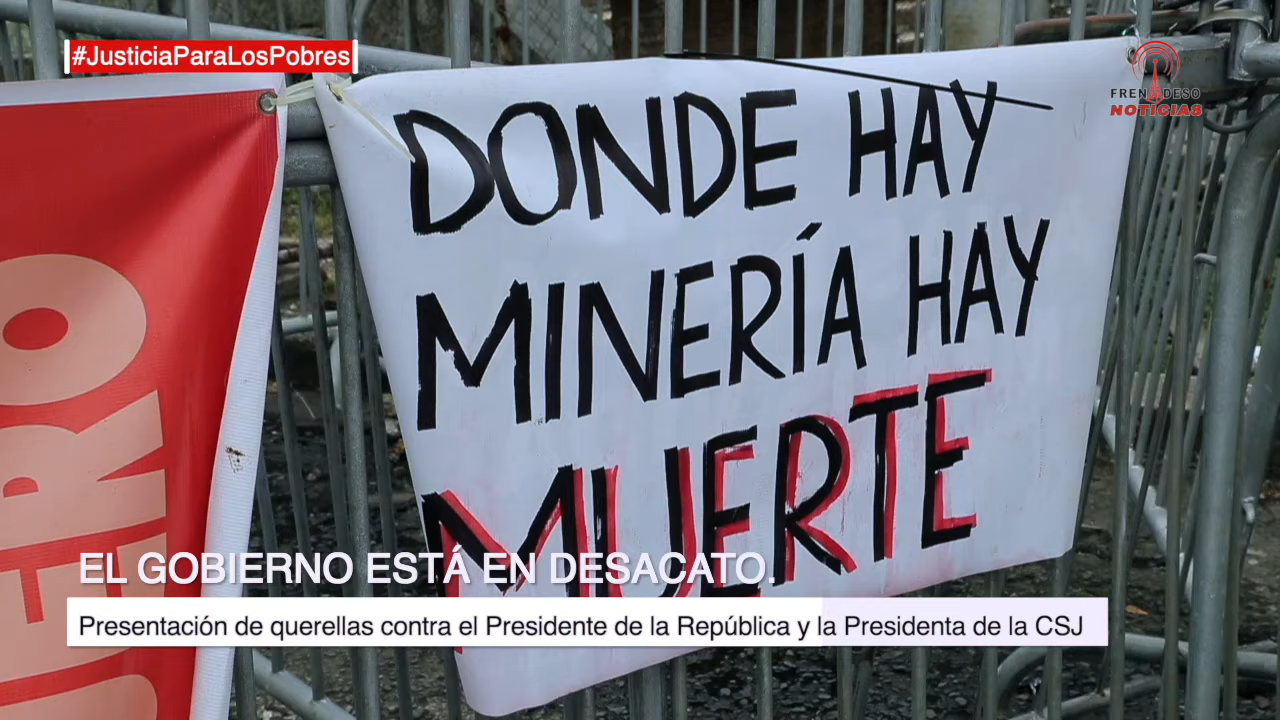 #JusticiaParaLosPobres
FRENADESO
NOTICIAS
DONDE HAY
MINERÍA HAY
MUERTE
EL GOBIERNO ESTÁ EN DESACATO.
Presentación de querellas contra el Presidente de la República y la Presidenta de la CSJ